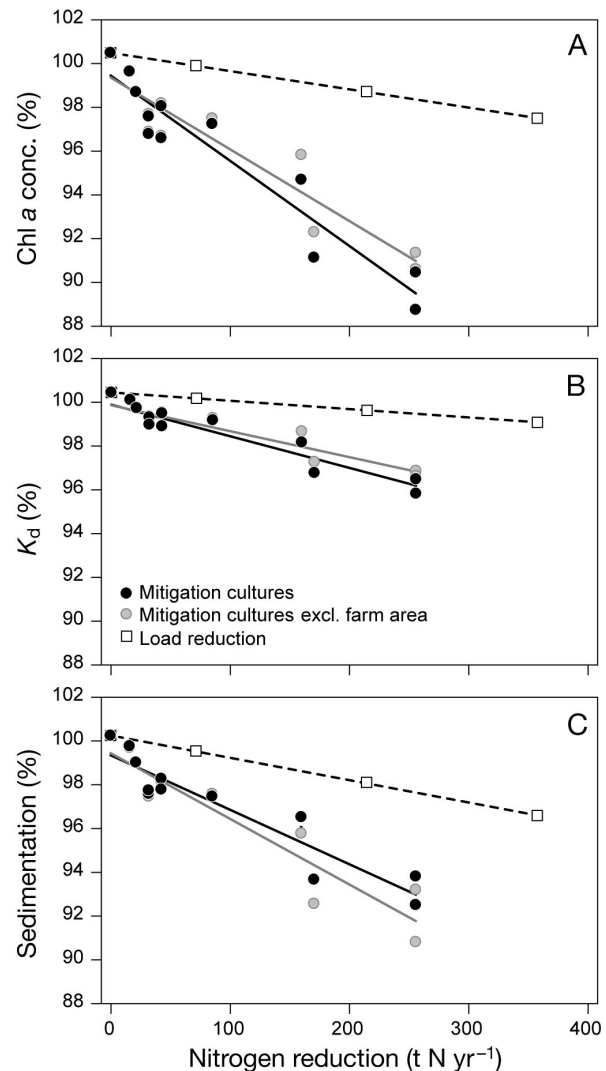 A
102
100
98
96
94
92
90
88
Chl a conc. (%)
B
102
100
98
96
94
92
90
88
Kd (%)
Mitigation cultures
Mitigation cultures excl. farm area
Load reduction
C
102
100
98
96
94
92
90
88
Sedimentation (%)
0 100 200 300 400
Nitrogen reduction (t N yr⁻¹)